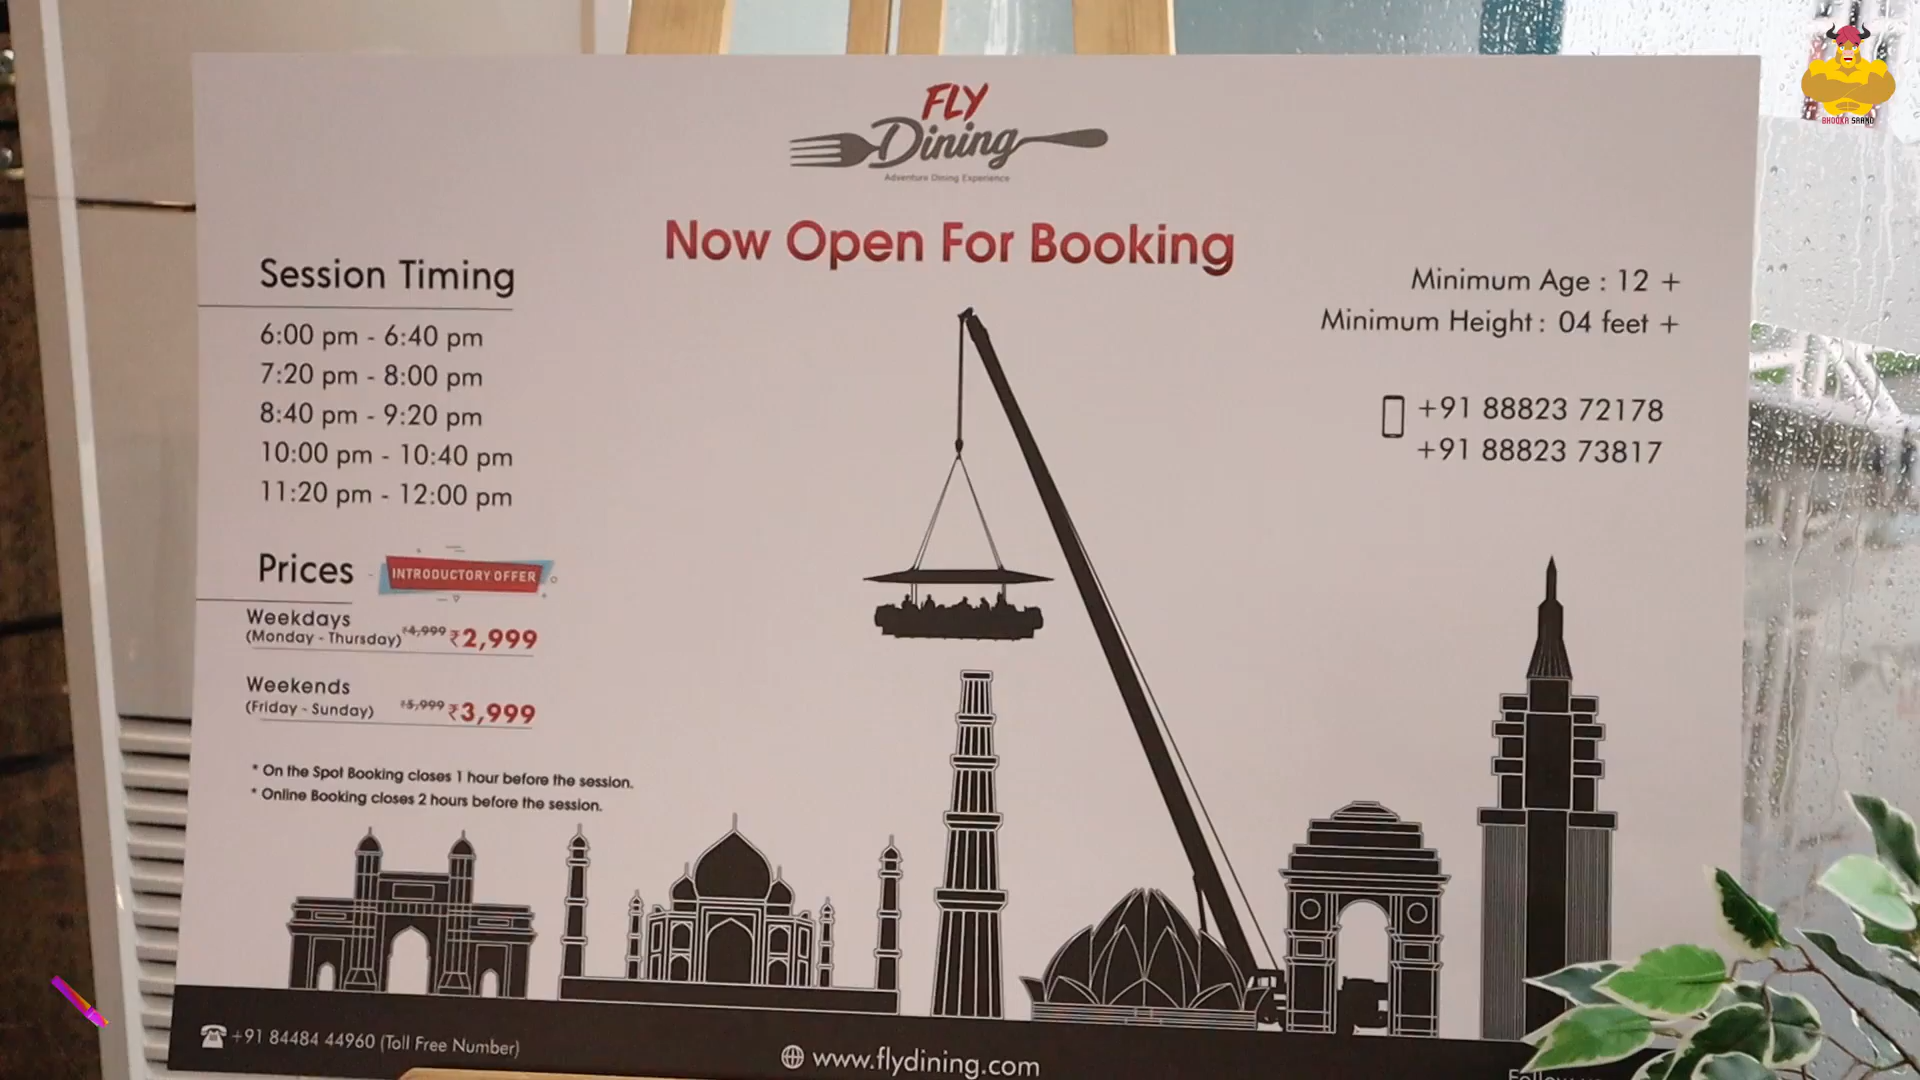 FLY
Dining
Adventure Dining Experience
Now Open For Booking
Session Timing
6:00 pm - 6:40 pm
7:20 pm - 8:00 pm
8:40 pm - 9:20 pm
10:00 pm - 10:40 pm
11:20 pm - 12:00 pm
Prices
INTRODUCTORY OFFER
Weekdays
(Monday - Thursday) ₹4,999 ₹2,999
Weekends
(Friday - Sunday) ₹5,999 ₹3,999
* On the Spot Booking closes 1 hour before the session.
* Online Booking closes 2 hours before the session.
Minimum Age : 12 +
Minimum Height : 04 feet +
+91 88823 72178
+91 88823 73817
+91 84484 44960 (Toll Free Number)
www.flydining.com
BHOOKA SAAND